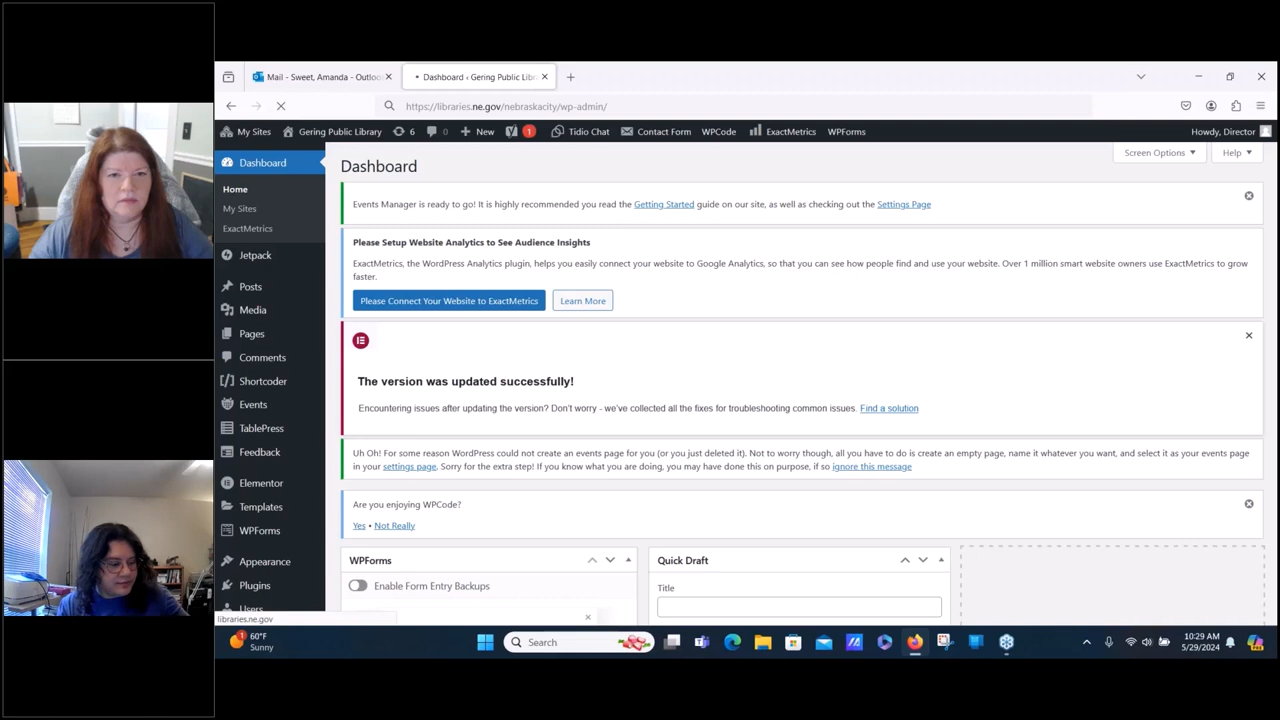 Mail - Sweet, Amanda - Outloo
Dashboard ‹ Gering Public Libr
https://libraries.ne.gov/nebraskacity/wp-admin/
My Sites
Gering Public Library
6
0
New
1
Tidio Chat
Contact Form
WPCode
ExactMetrics
WPForms
Howdy, Director
Dashboard
Home
My Sites
ExactMetrics
Jetpack
Posts
Media
Pages
Comments
Shortcoder
Events
TablePress
Feedback
Elementor
Templates
WPForms
Appearance
Plugins
Users
libraries.ne.gov
Screen Options
Help
Dashboard
Events Manager is ready to go! It is highly recommended you read the Getting Started guide on our site, as well as checking out the Settings Page
Please Setup Website Analytics to See Audience Insights
ExactMetrics, the WordPress Analytics plugin, helps you easily connect your website to Google Analytics, so that you can see how people find and use your website. Over 1 million smart website owners use ExactMetrics to grow
faster.
Please Connect Your Website to ExactMetrics
Learn More
The version was updated successfully!
Encountering issues after updating the version? Don't worry - we've collected all the fixes for troubleshooting common issues. Find a solution
Uh Oh! For some reason WordPress could not create an events page for you (or you just deleted it). Not to worry though, all you have to do is create an empty page, name it whatever you want, and select it as your events page
in your settings page. Sorry for the extra step! If you know what you are doing, you may have done this on purpose, if so ignore this message
Are you enjoying WPCode?
Yes • Not Really
WPForms
Enable Form Entry Backups
Quick Draft
Title
1
60°F
Sunny
Search
10:29 AM
5/29/2024